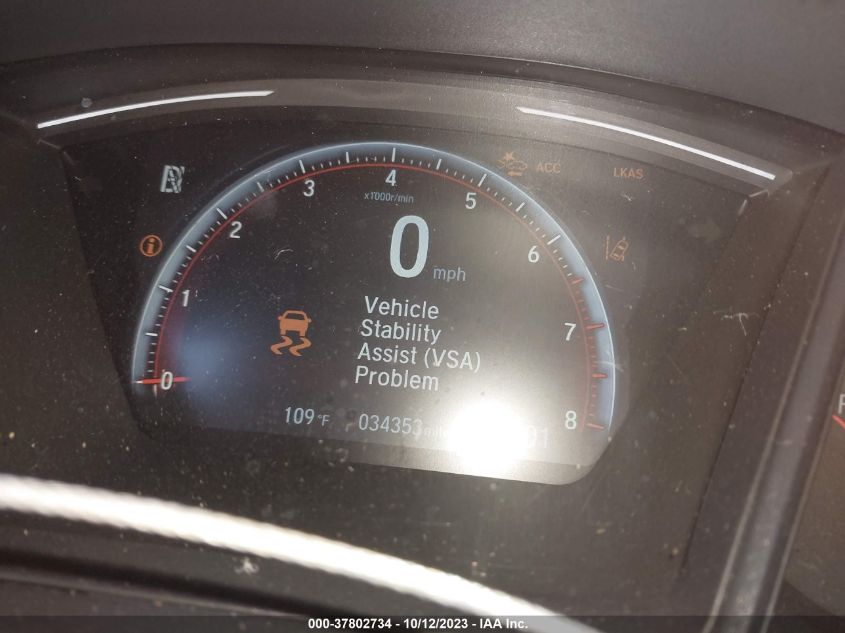 ACC
LKAS
4
3
5
x1000r/min
2
0
6
mph
1
Vehicle
7
Stability
Assist (VSA)
0
Problem
8
109°F
034353
000-37802734 - 10/12/2023 - IAA Inc.